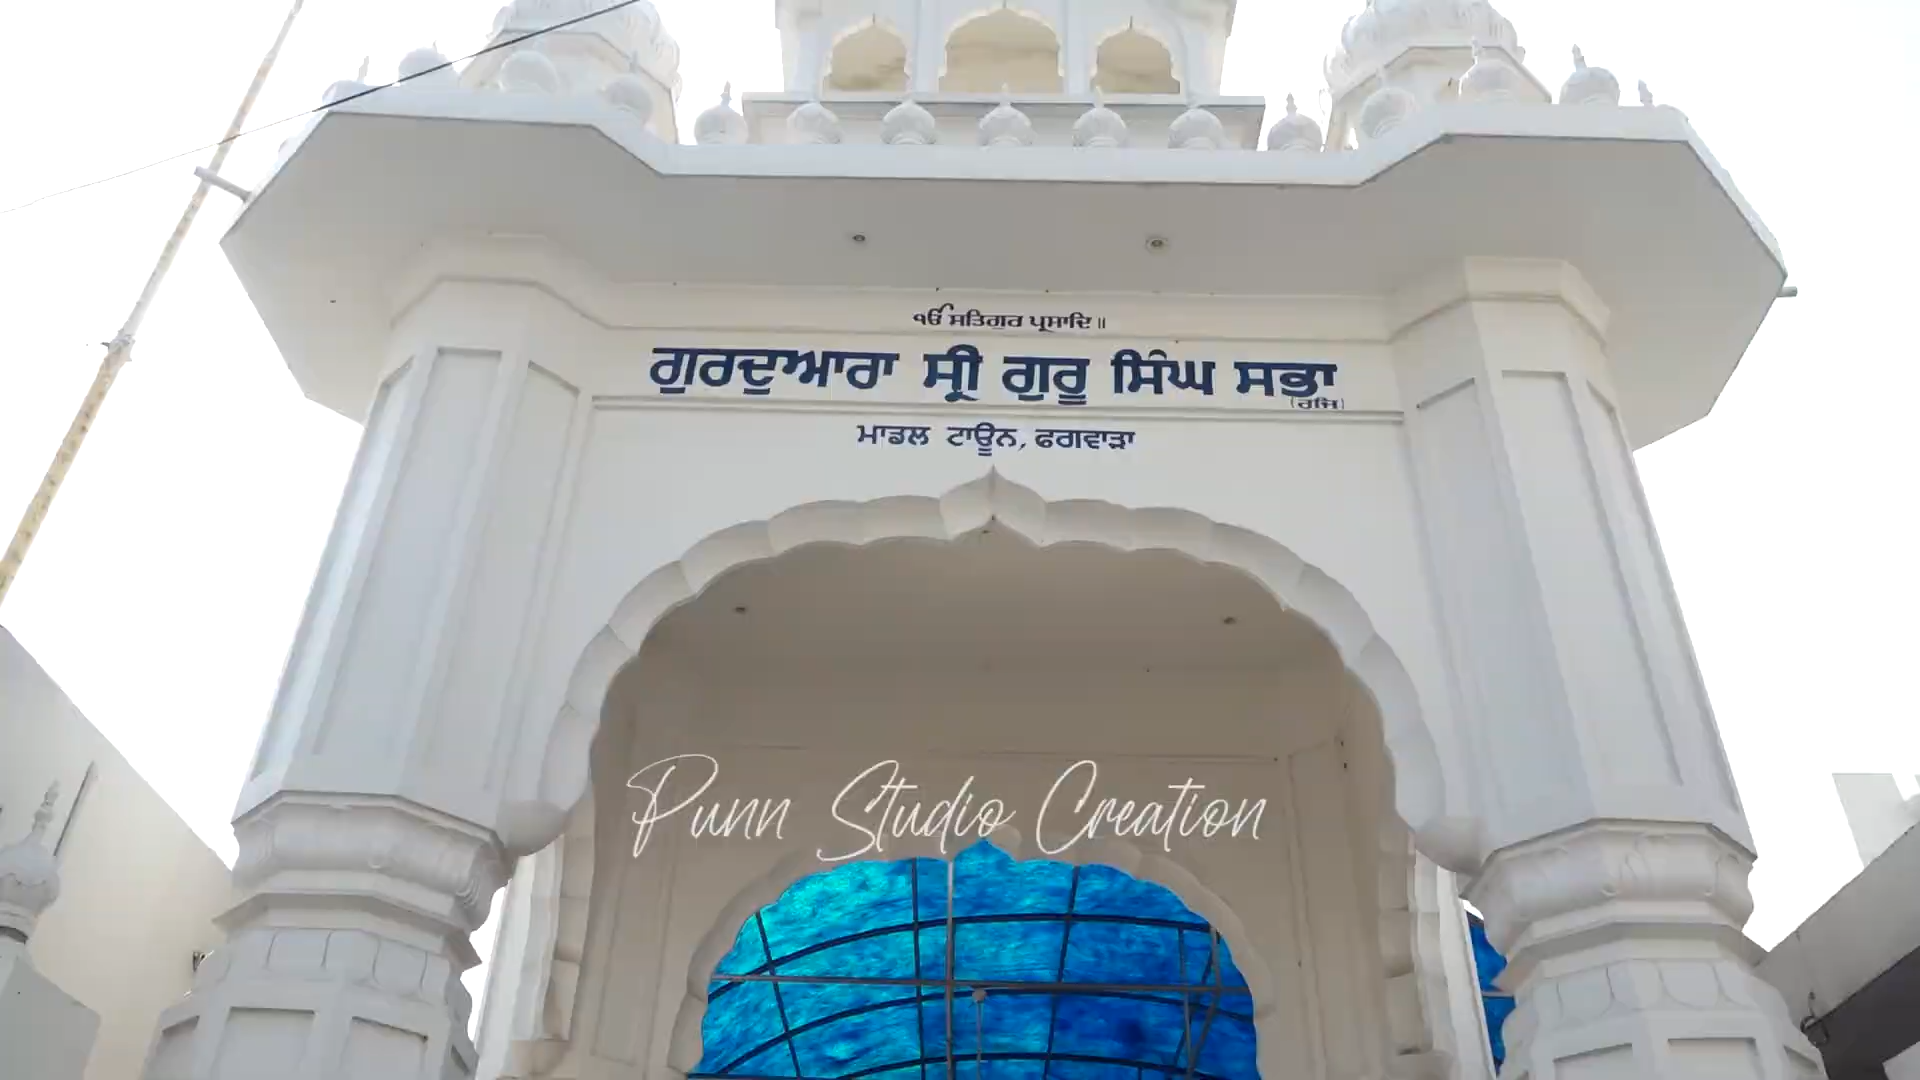 ੴ ਸਤਿਗੁਰ ਪ੍ਰਸਾਦਿ ॥
ਗੁਰਦੁਆਰਾ ਸ੍ਰੀ ਗੁਰੂ ਸਿੰਘ ਸਭਾ
(ਰਜਿ)
ਮਾਡਲ ਟਾਊਨ, ਫਗਵਾੜਾ
Punn Studio Creation